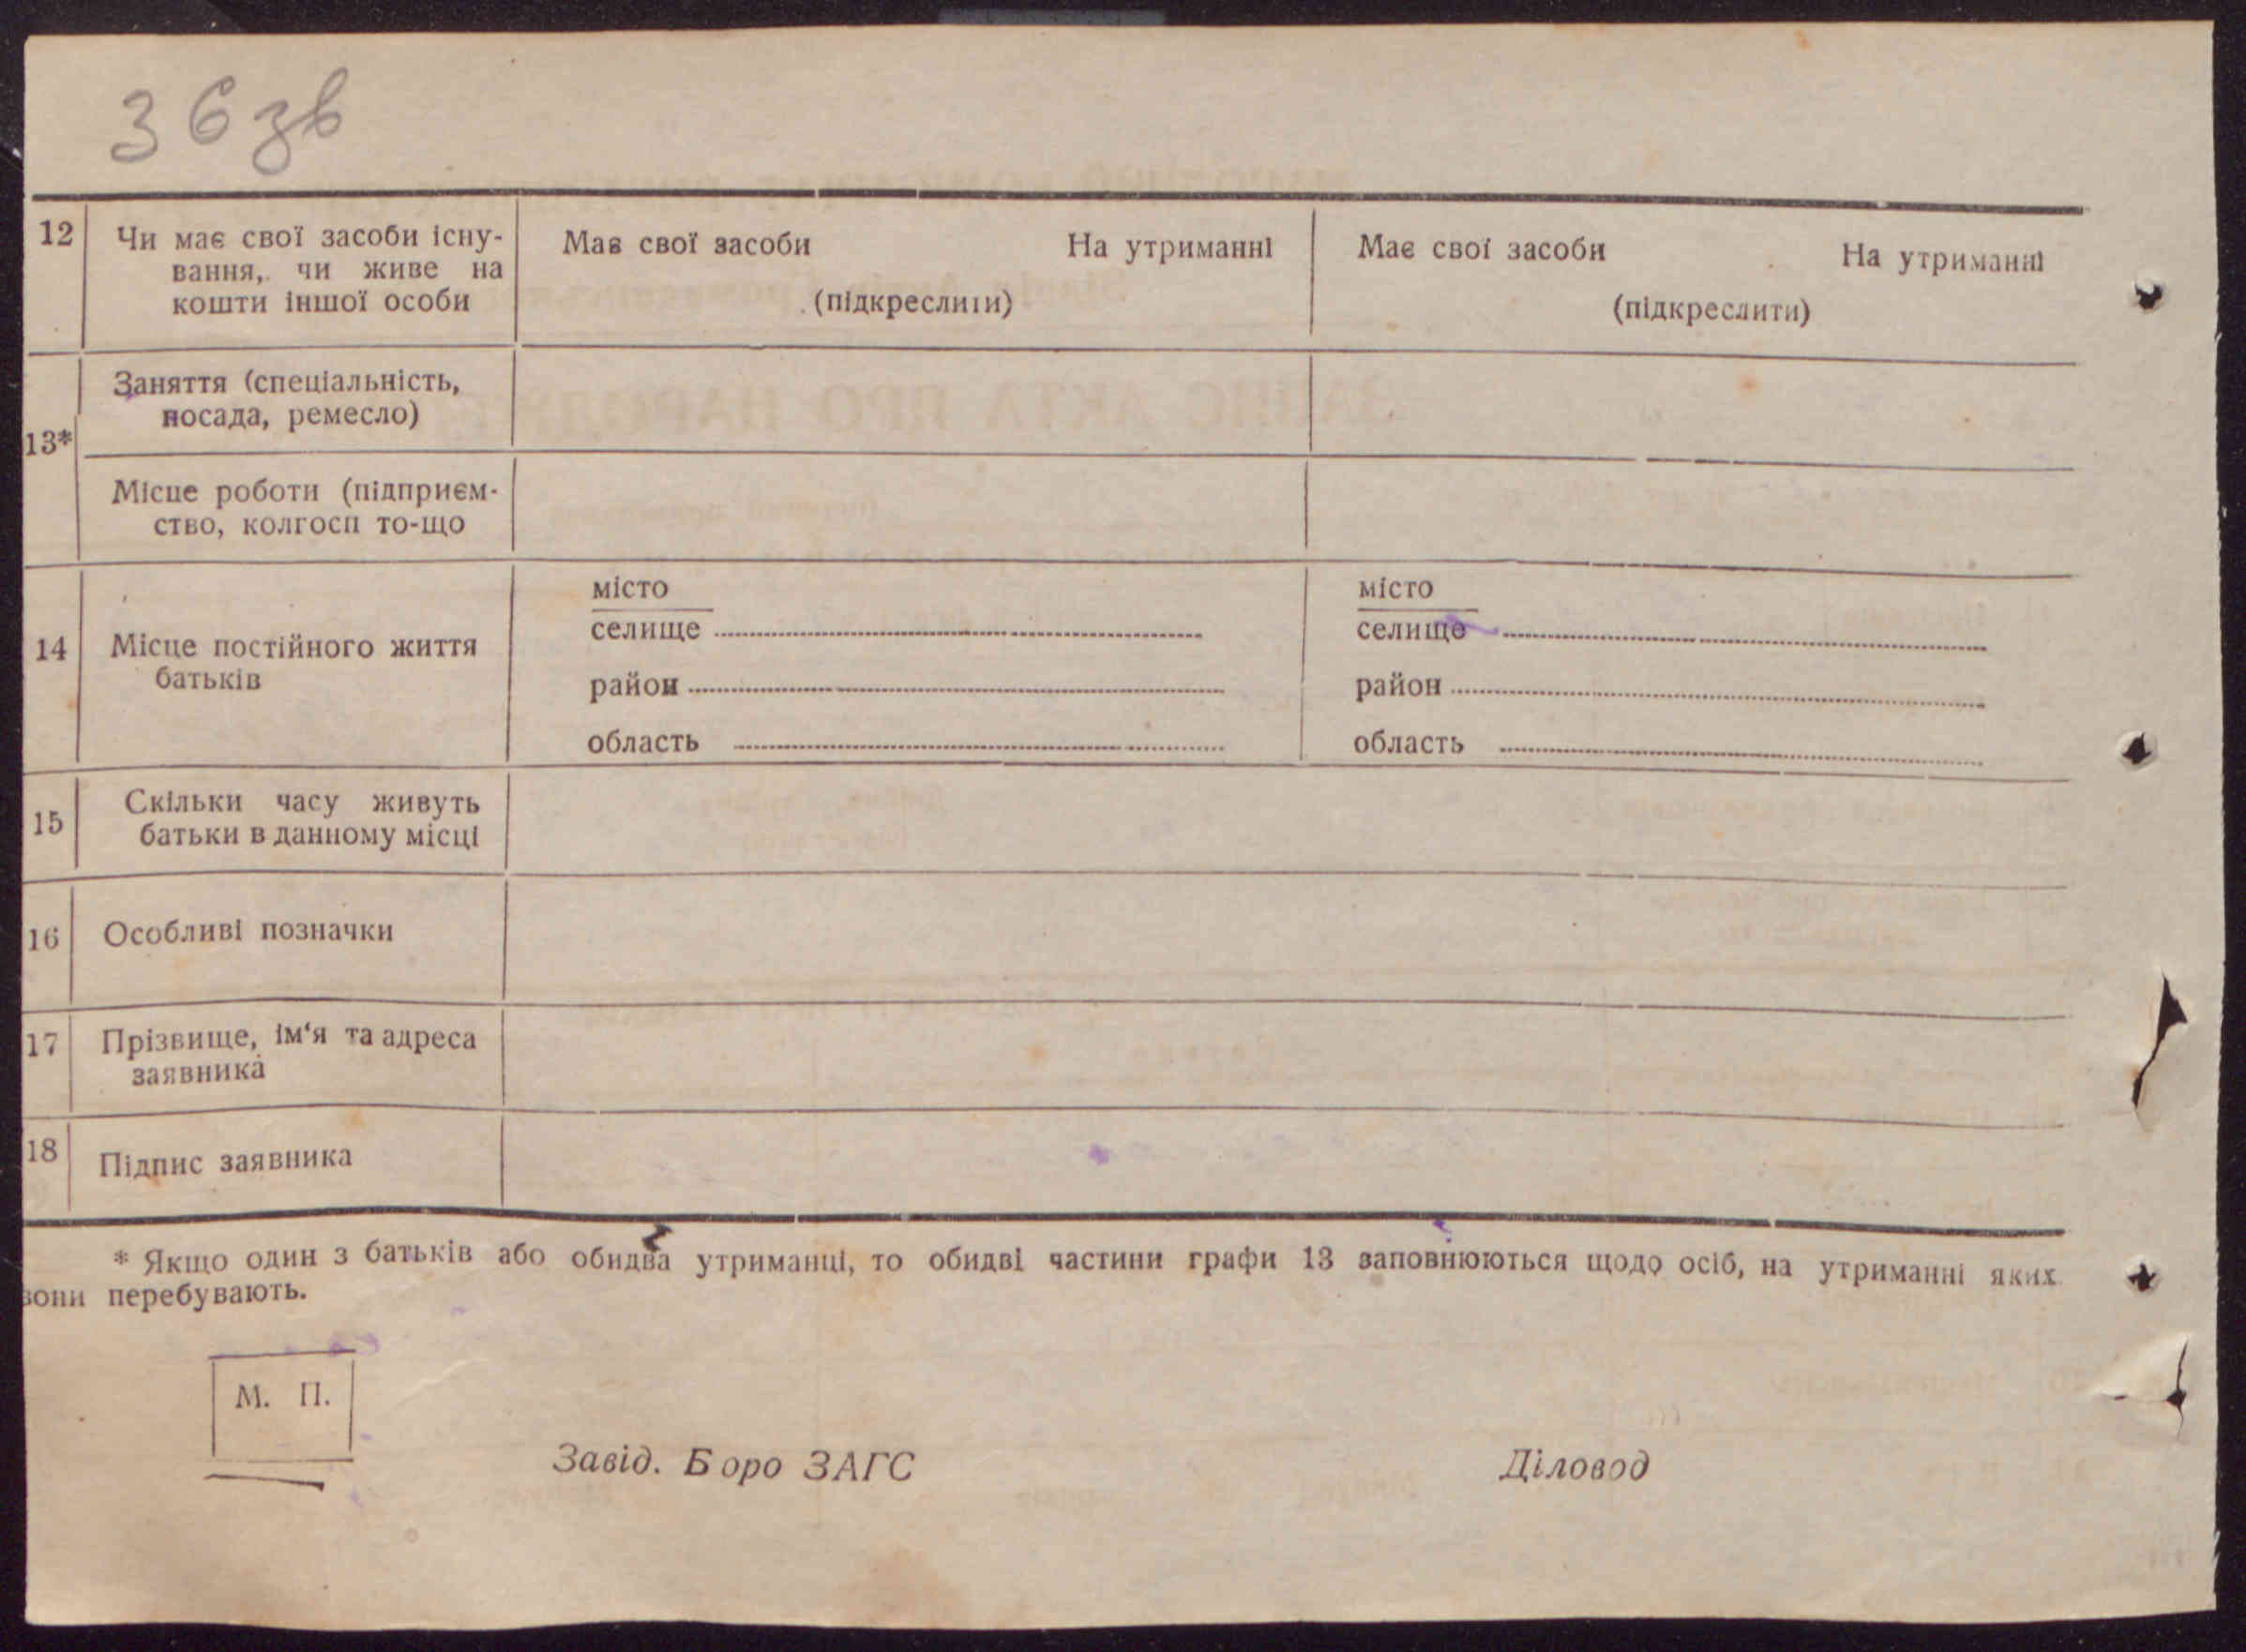 36 зв
12 Чи має свої засоби існу- Має свої засоби На утриманні Має свої засоби На утриманні
вання, чи живе на
кошти іншої особи (підкреслити) (підкреслити)
Заняття (спеціальність,
посада, ремесло)
13*
Місце роботи (підприєм-
ство, колгосп то-що
місто місто
селище селище
14 Місце постійного життя
батьків
район район
область область
Скільки часу живуть
15
батьки в данному місці
16 Особливі позначки
17 Прізвище, ім‘я та адреса
заявника
18 Підпис заявника
* Якщо один з батьків або обидва утриманці, то обидві частини графи 13 заповнюються щодо осіб, на утриманні яких
вони перебувають.
М. П.
Завід. Боро ЗАГС Діловод